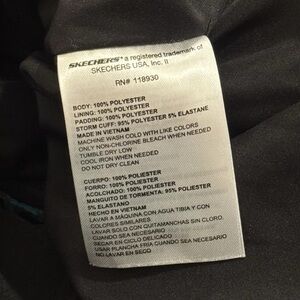 SKECHERS® a registered trademark of
SKECHERS USA, Inc. II
RN# 118930
BODY: 100% POLYESTER
LINING: 100% POLYESTER
PADDING: 100% POLYESTER
STORM CUFF: 95% POLYESTER 5% ELASTANE
MADE IN VIETNAM
MACHINE WASH COLD WITH LIKE COLORS
ONLY NON-CHLORINE BLEACH WHEN NEEDED
TUMBLE DRY LOW
COOL IRON WHEN NEEDED
DO NOT DRY CLEAN
CUERPO: 100% POLIESTER
FORRO: 100% POLIESTER
ACOLCHADO: 100% POLIESTER
MANGUITO DE TORMENTA: 95% POLIESTER
5% ELASTANO
HECHO EN VIETNAM
LAVAR A MÁQUINA CON AGUA TIBIA Y CON
COLORES SIMILARES.
LAVAR SOLO CON QUITAMANCHAS SIN CLORO.
CUANDO SEA NECESARIO
SECAR EN CICLO DELICADO
USAR PLANCHA FRIA CUANDO SEA NECESARIO
NO LAVAR EN SECO